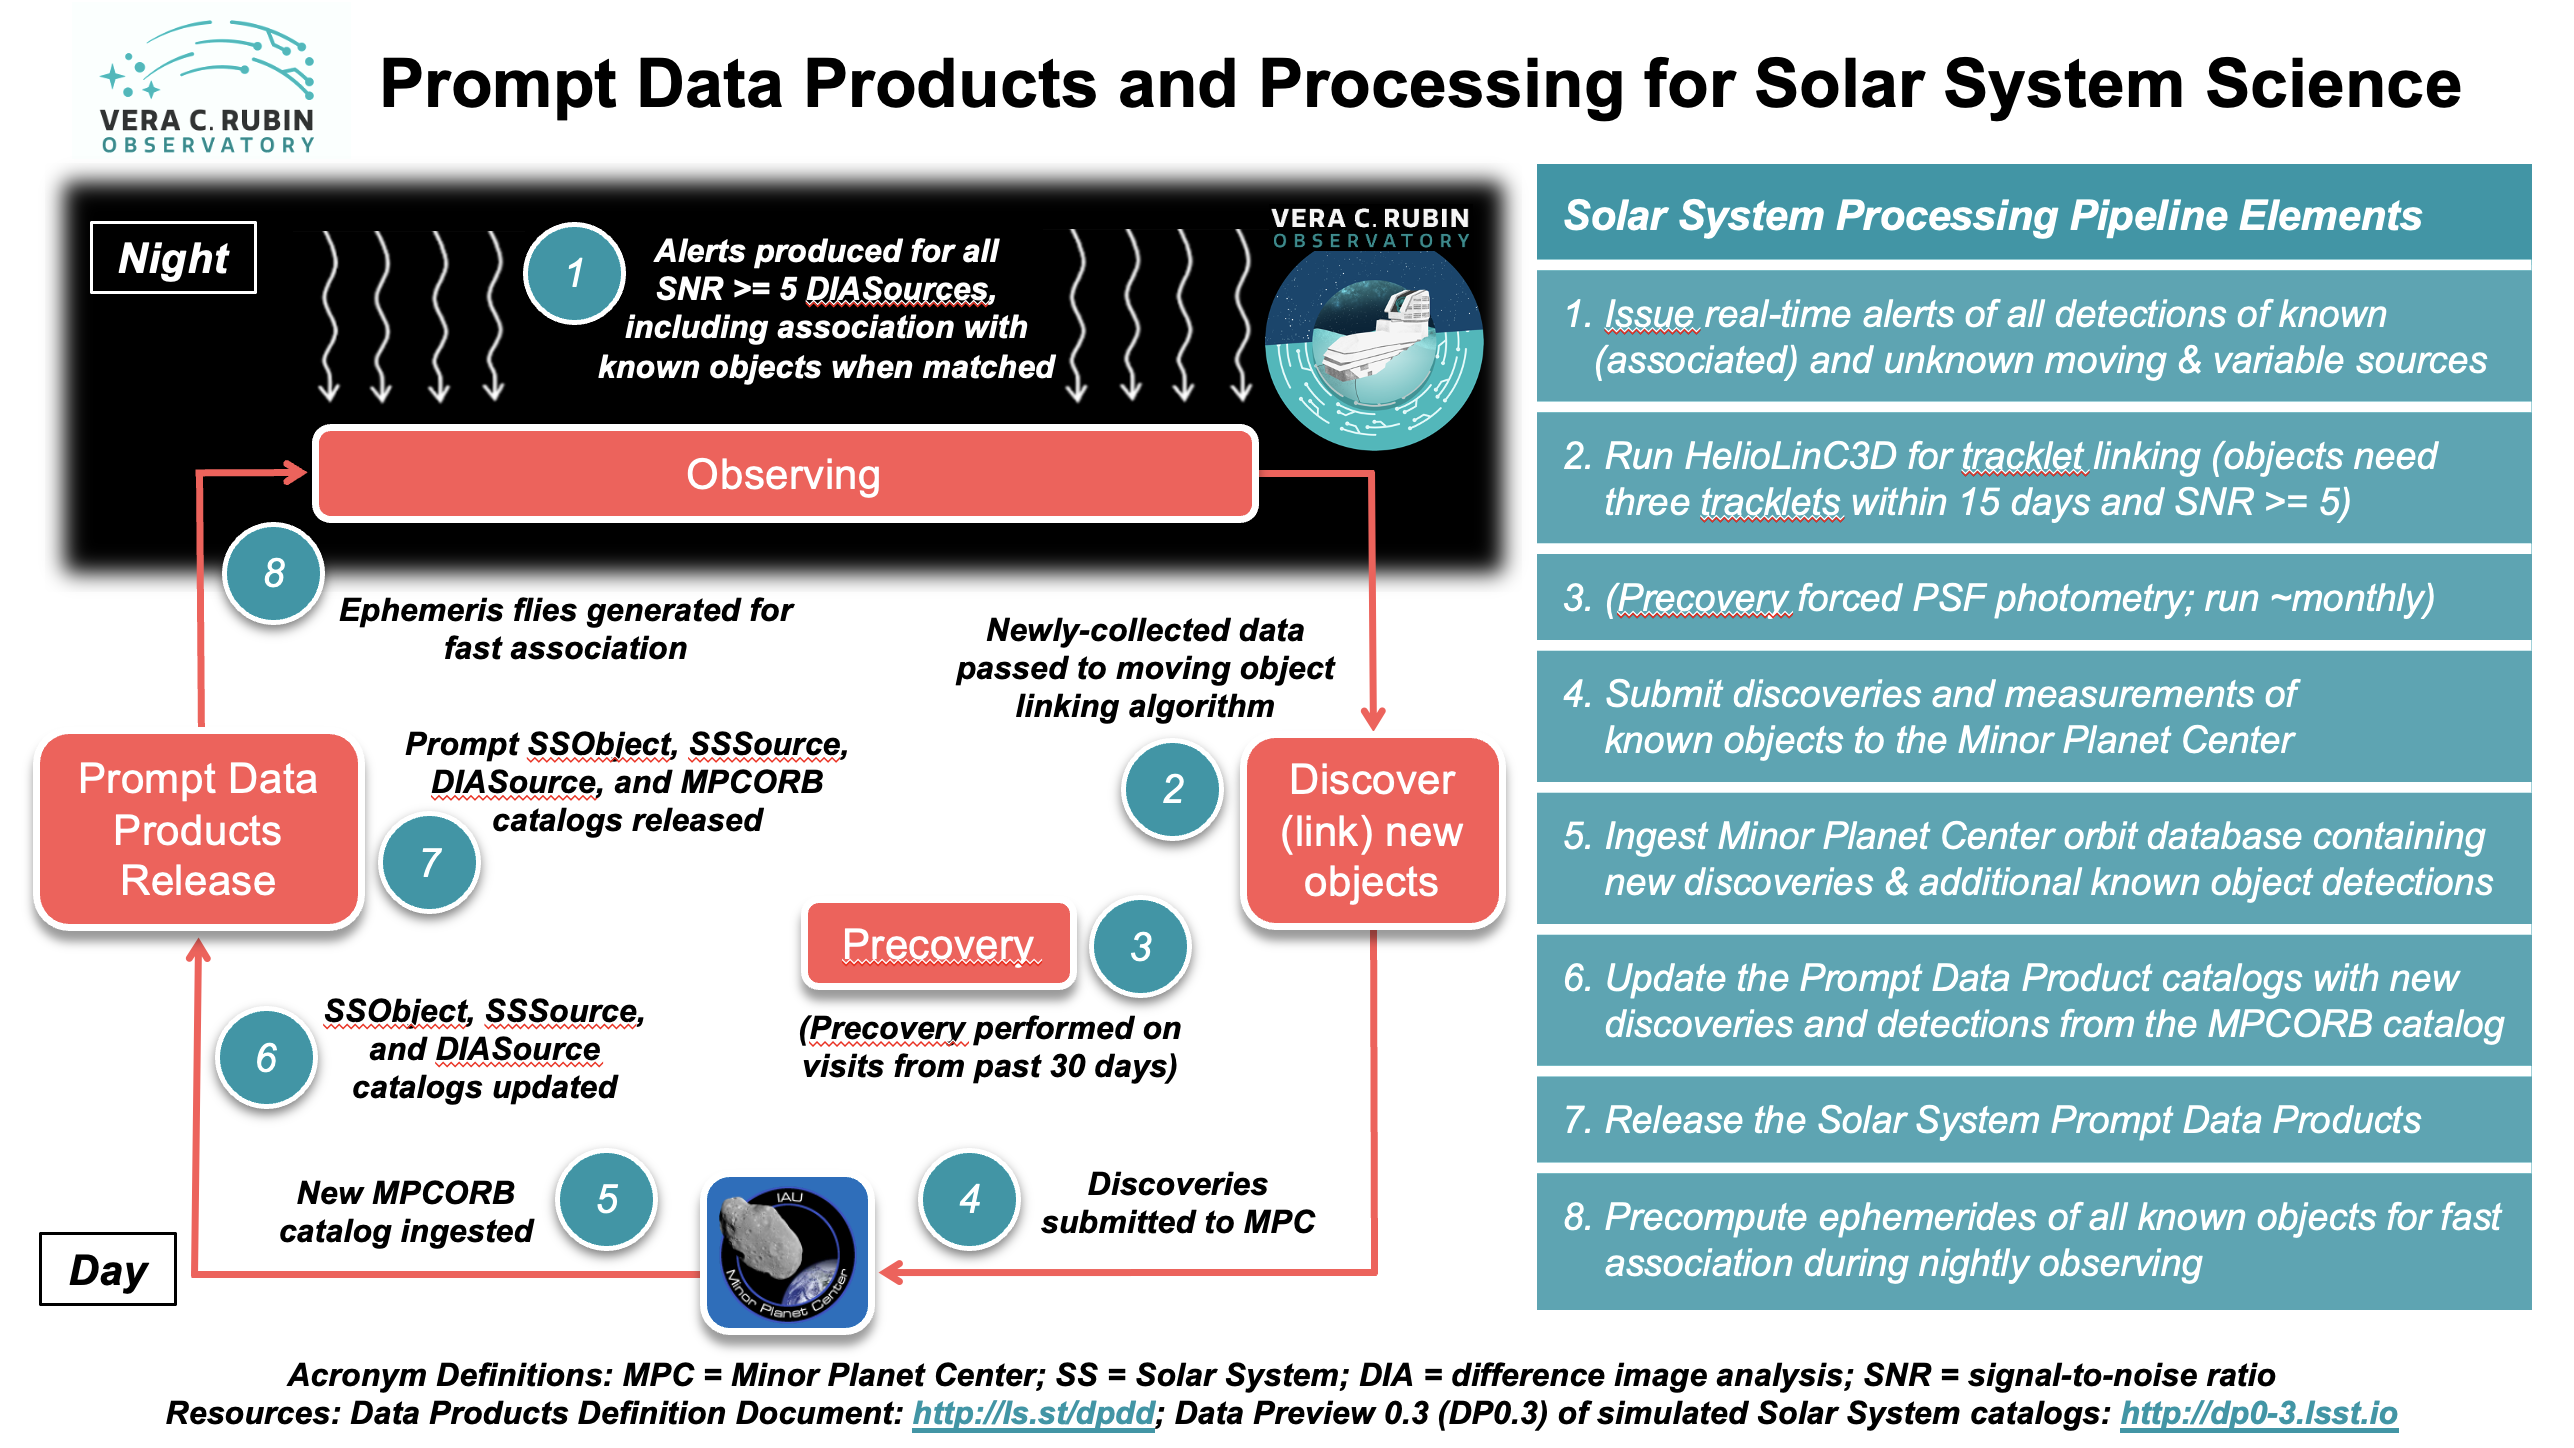 VERA C. RUBIN
OBSERVATORY
Prompt Data Products and Processing for Solar System Science
Night
1
Alerts produced for all
SNR >= 5 DIASources,
including association with
known objects when matched
VERA C. RUBIN
OBSERVATORY
Observing
8
Ephemeris flies generated for
fast association
Newly-collected data
passed to moving object
linking algorithm
2
Discover
(link) new
objects
Prompt Data
Products
Release
Prompt SSObject, SSSource,
DIASource, and MPCORB
catalogs released
7
Precovery
3
(Precovery performed on
visits from past 30 days)
6
SSObject, SSSource,
and DIASource
catalogs updated
New MPCORB
catalog ingested
5
IAU
Minor Planet Center
4
Discoveries
submitted to MPC
Day
Solar System Processing Pipeline Elements
1. Issue real-time alerts of all detections of known
(associated) and unknown moving & variable sources
2. Run HelioLinC3D for tracklet linking (objects need
three tracklets within 15 days and SNR >= 5)
3. (Precovery forced PSF photometry; run ~monthly)
4. Submit discoveries and measurements of
known objects to the Minor Planet Center
5. Ingest Minor Planet Center orbit database containing
new discoveries & additional known object detections
6. Update the Prompt Data Product catalogs with new
discoveries and detections from the MPCORB catalog
7. Release the Solar System Prompt Data Products
8. Precompute ephemerides of all known objects for fast
association during nightly observing
Acronym Definitions: MPC = Minor Planet Center; SS = Solar System; DIA = difference image analysis; SNR = signal-to-noise ratio
Resources: Data Products Definition Document: http://ls.st/dpdd; Data Preview 0.3 (DP0.3) of simulated Solar System catalogs: http://dp0-3.lsst.io